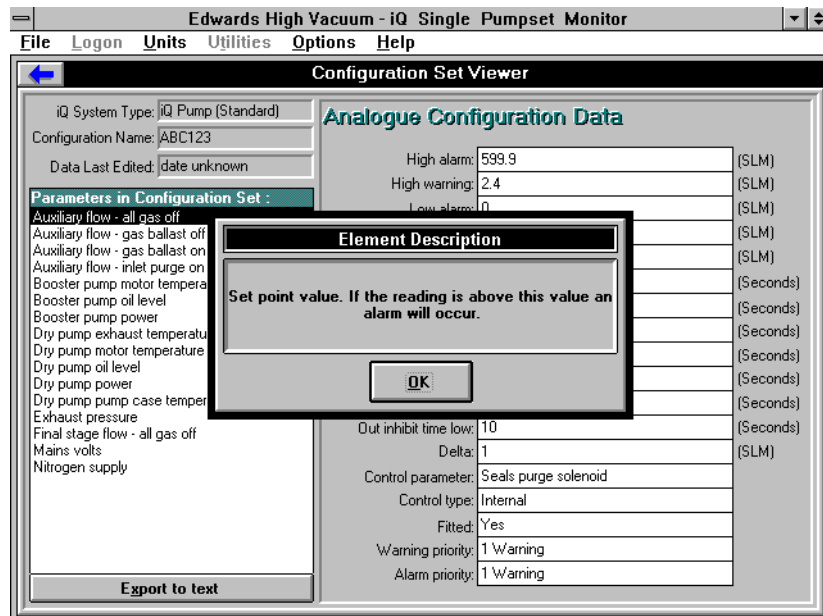 Edwards High Vacuum - iQ Single Pumpset Monitor
File Logon Units Utilities Options Help
Configuration Set Viewer
iQ System Type: iQ Pump (Standard)
Configuration Name: ABC123
Data Last Edited: date unknown
Parameters in Configuration Set :
Auxiliary flow - all gas off
Auxiliary flow - gas ballast off
Auxiliary flow - gas ballast on
Auxiliary flow - inlet purge on
Booster pump motor tempera
Booster pump oil level
Booster pump power
Dry pump exhaust temperatu
Dry pump motor temperature
Dry pump oil level
Dry pump power
Dry pump pump case temper
Exhaust pressure
Final stage flow - all gas off
Mains volts
Nitrogen supply
Export to text
Analogue Configuration Data
High alarm: 599.9 (SLM)
High warning: 2.4 (SLM)
Low alarm: 0 (SLM)
(SLM)
(SLM)
(Seconds)
(Seconds)
(Seconds)
(Seconds)
(Seconds)
(Seconds)
Out inhibit time low: 10 (Seconds)
Delta: 1 (SLM)
Control parameter: Seals purge solenoid
Control type: Internal
Fitted: Yes
Warning priority: 1 Warning
Alarm priority: 1 Warning
Element Description
Set point value. If the reading is above this value an
alarm will occur.
OK